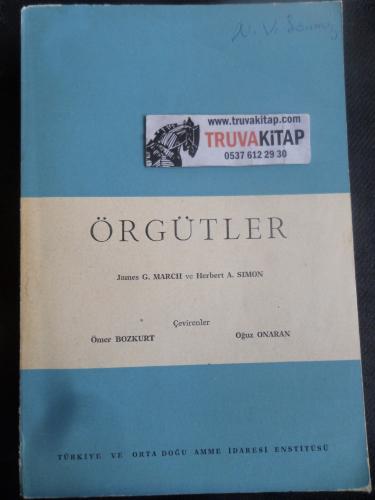 www.truvakitap.com
TRUVAKİTAP
0537 612 29 30
ÖRGÜTLER
James G. MARCH ve Herbert A. SIMON
Çevirenler
Ömer BOZKURT Oğuz ONARAN
TÜRKİYE VE ORTA DOĞU AMME İDARESİ ENSTİTÜSÜ